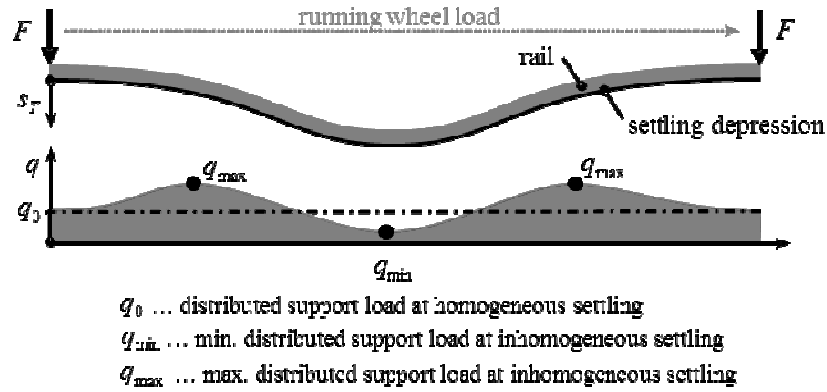 running wheel load
F F
rail
s_r
settling depression
q q_max q_max
q_0
q_min
q_0 ... distributed support load at homogeneous settling
q_min ... min. distributed support load at inhomogeneous settling
q_max ... max. distributed support load at inhomogeneous settling